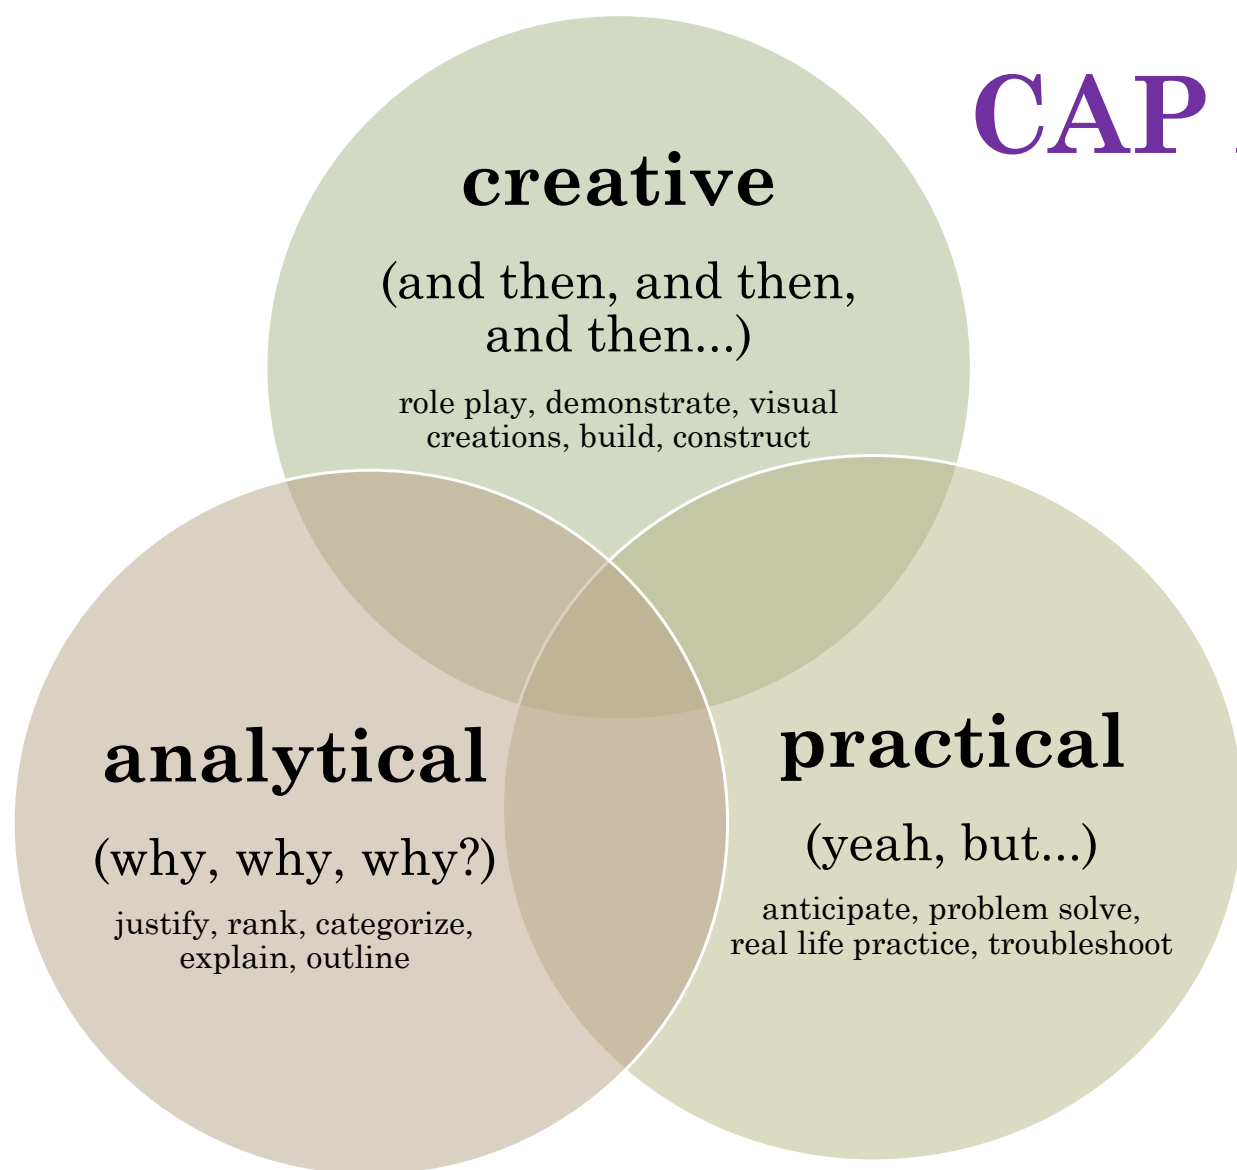 CAP
creative
(and then, and then,
and then...)
role play, demonstrate, visual
creations, build, construct
analytical
(why, why, why?)
justify, rank, categorize,
explain, outline
practical
(yeah, but...)
anticipate, problem solve,
real life practice, troubleshoot